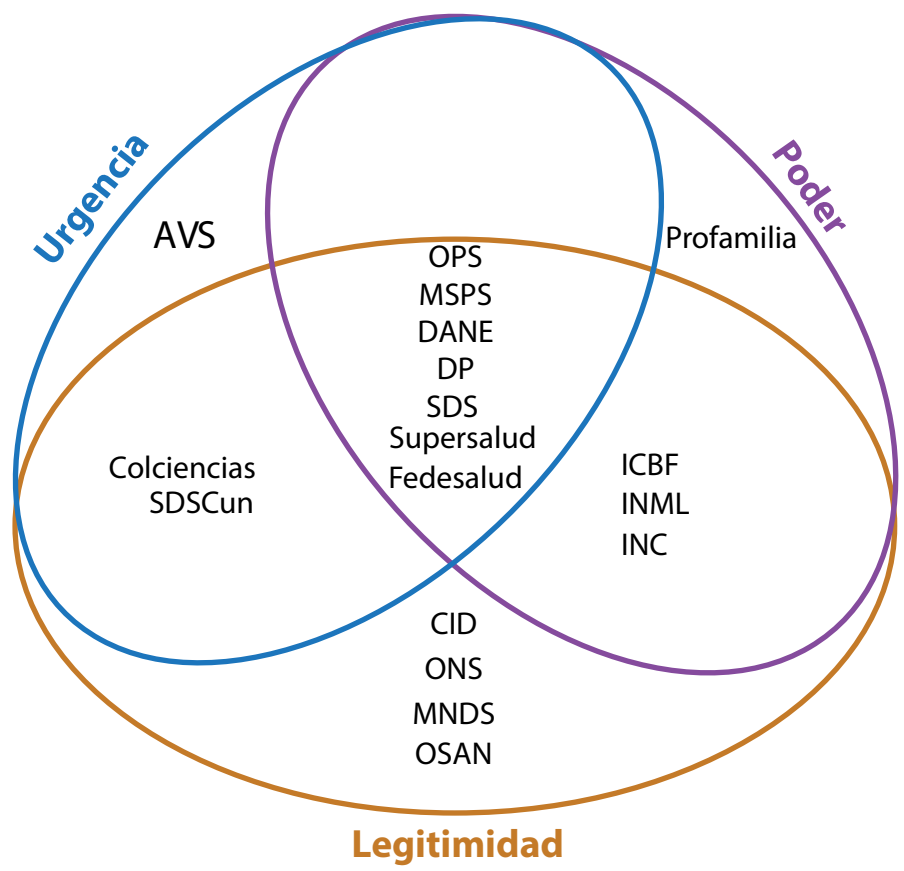 Urgencia
Poder
AVS
Profamilia
OPS
MSPS
DANE
DP
SDS
Supersalud
Fedesalud
Colciencias
SDSCun
ICBF
INML
INC
CID
ONS
MNDS
OSAN
Legitimidad